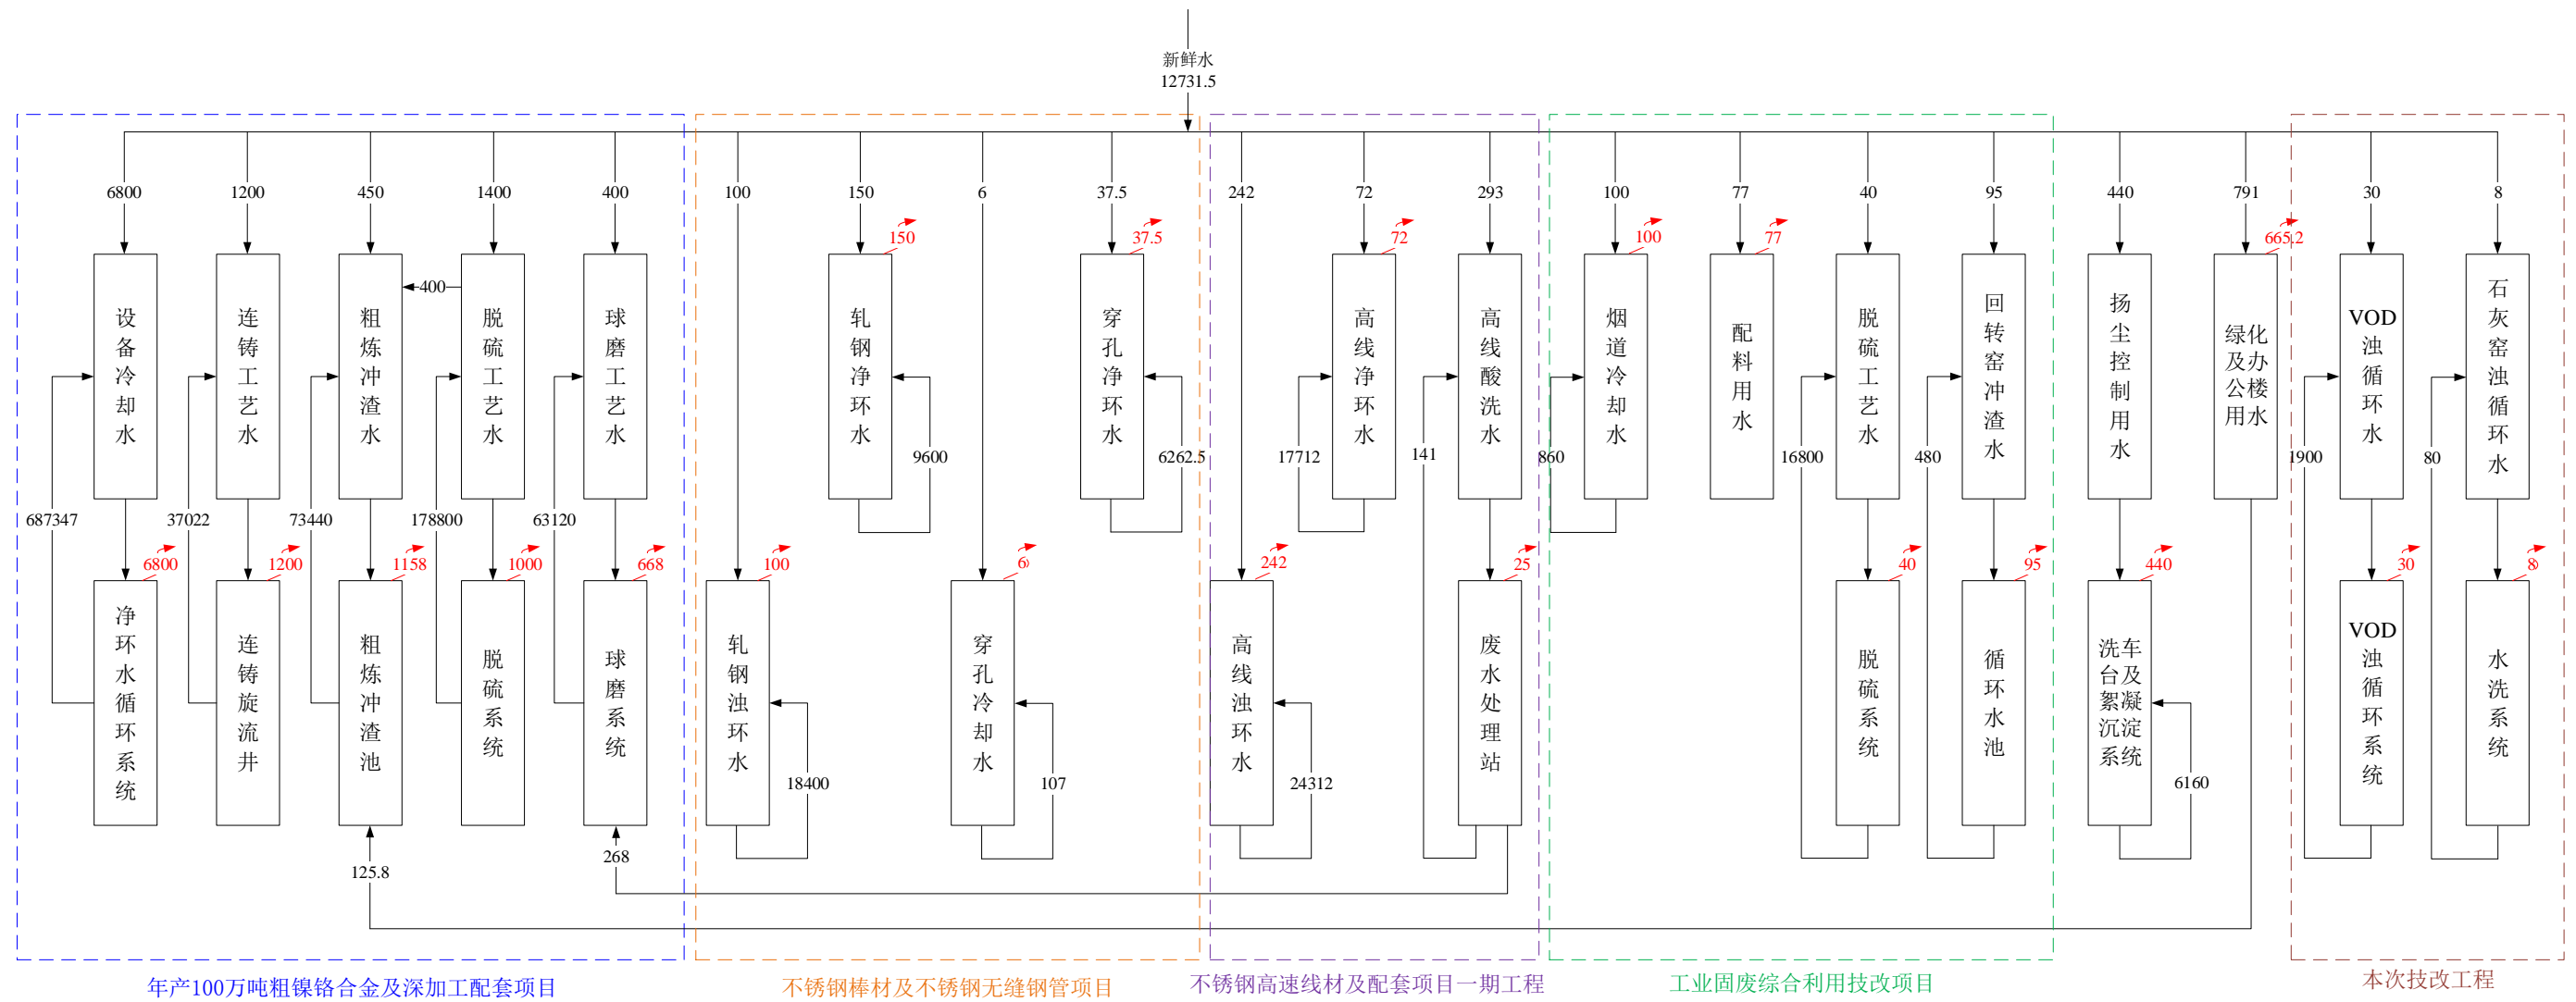 新鲜水
12731.5
6800
1200
450
1400
400
100
150
6
37.5
242
72
293
100
77
40
95
440
791
30
8
150
37.5
72
100
77
665.2
400
设备冷却水
连铸工艺水
粗炼冲渣水
脱硫工艺水
球磨工艺水
轧钢净环水
穿孔净环水
高线净环水
高线酸洗水
烟道冷却水
配料用水
脱硫工艺水
回转窑冲渣水
扬尘控制用水
绿化
及办
公楼
用水
VOD
浊循环水
石灰窑浊循环水
687347
37022
73440
178800
63120
9600
6262.5
17712
141
860
16800
480
1900
80
6800
1200
1158
1000
668
100
6
242
25
40
95
440
30
8
净环水循环系统
连铸旋流井
粗炼冲渣池
脱硫系统
球磨系统
轧钢浊环水
穿孔冷却水
高线浊环水
废水处理站
脱硫系统
循环水池
洗车
台及
絮凝
沉淀
系统
VOD
浊循环系统
水洗系统
18400
107
24312
6160
125.8
268
年产100万吨粗镍铬合金及深加工配套项目
不锈钢棒材及不锈钢无缝钢管项目
不锈钢高速线材及配套项目一期工程
工业固废综合利用技改项目
本次技改工程